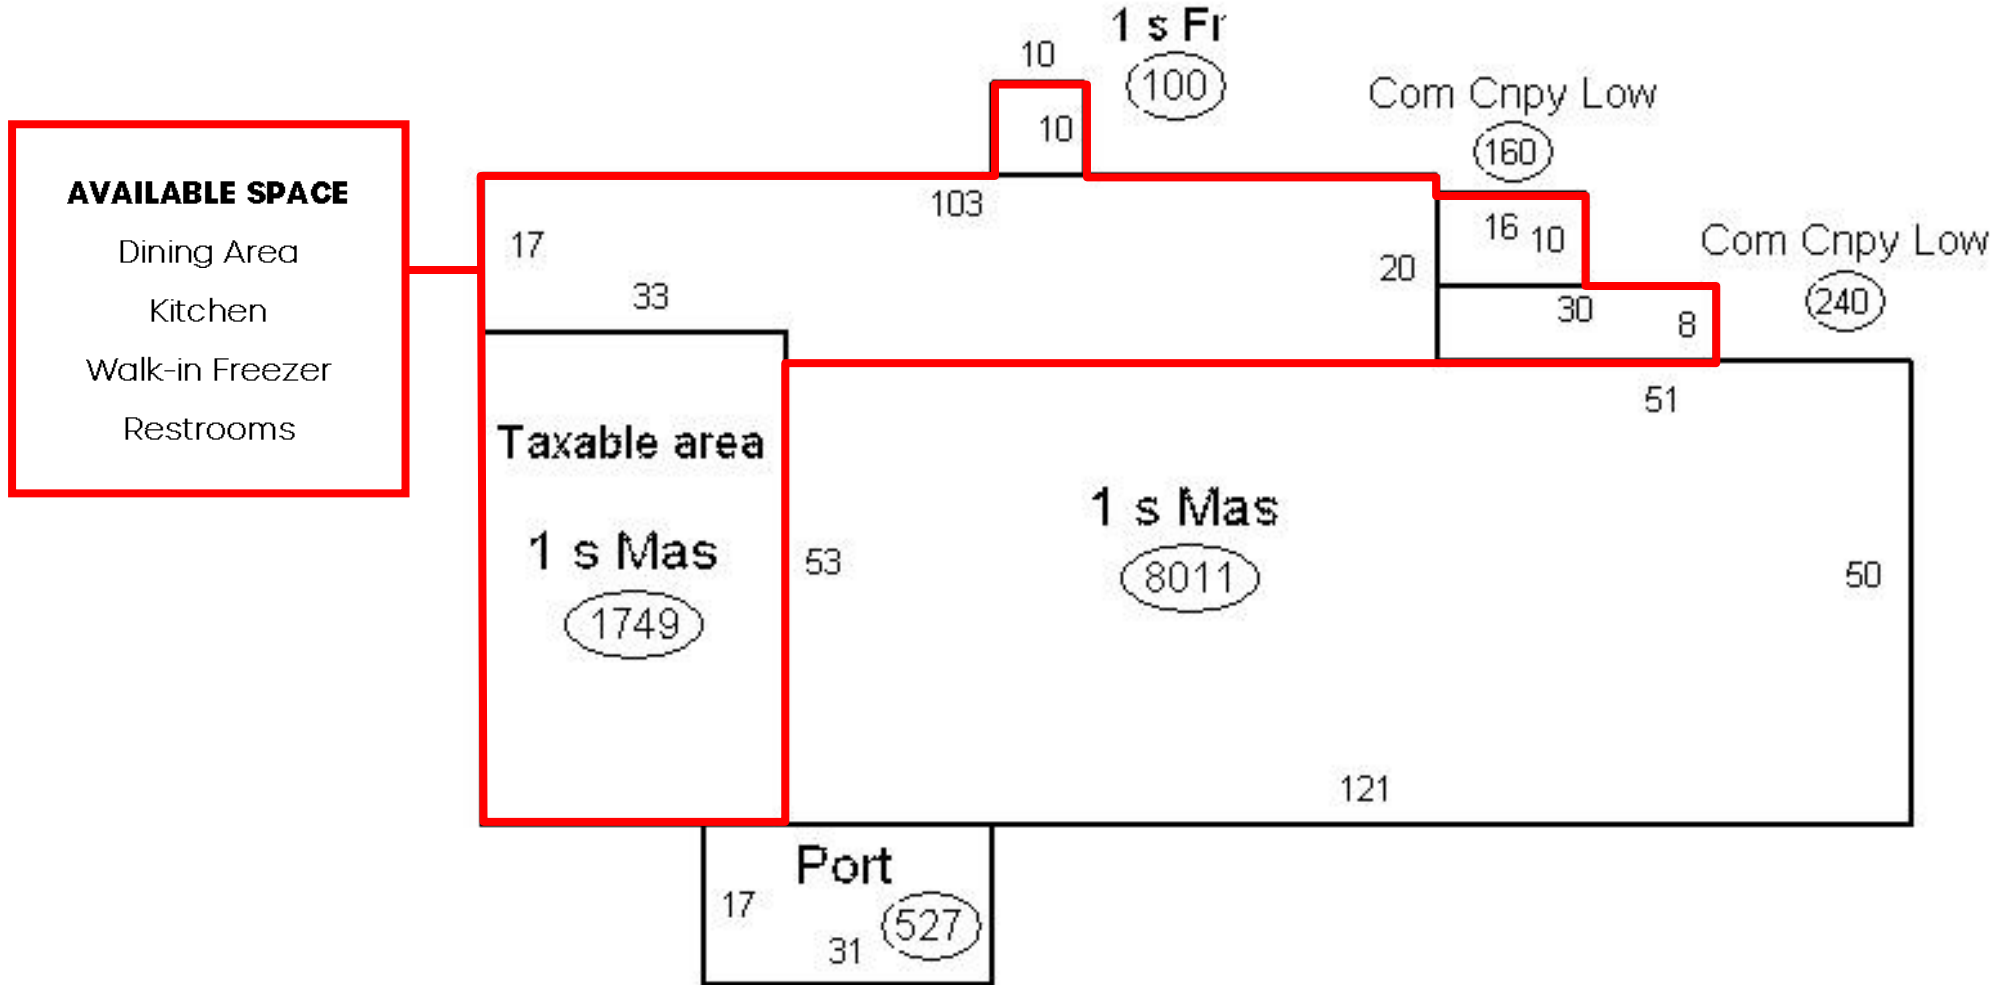 AVAILABLE SPACE
Dining Area
Kitchen
Walk-in Freezer
Restrooms
10
1 s Fr
100
10
Com Cnpy Low
160
103
16
10
Com Cnpy Low
240
17
33
20
30
8
51
Taxable area
1 s Mas
1749
53
1 s Mas
8011
50
121
Port
17
31
527